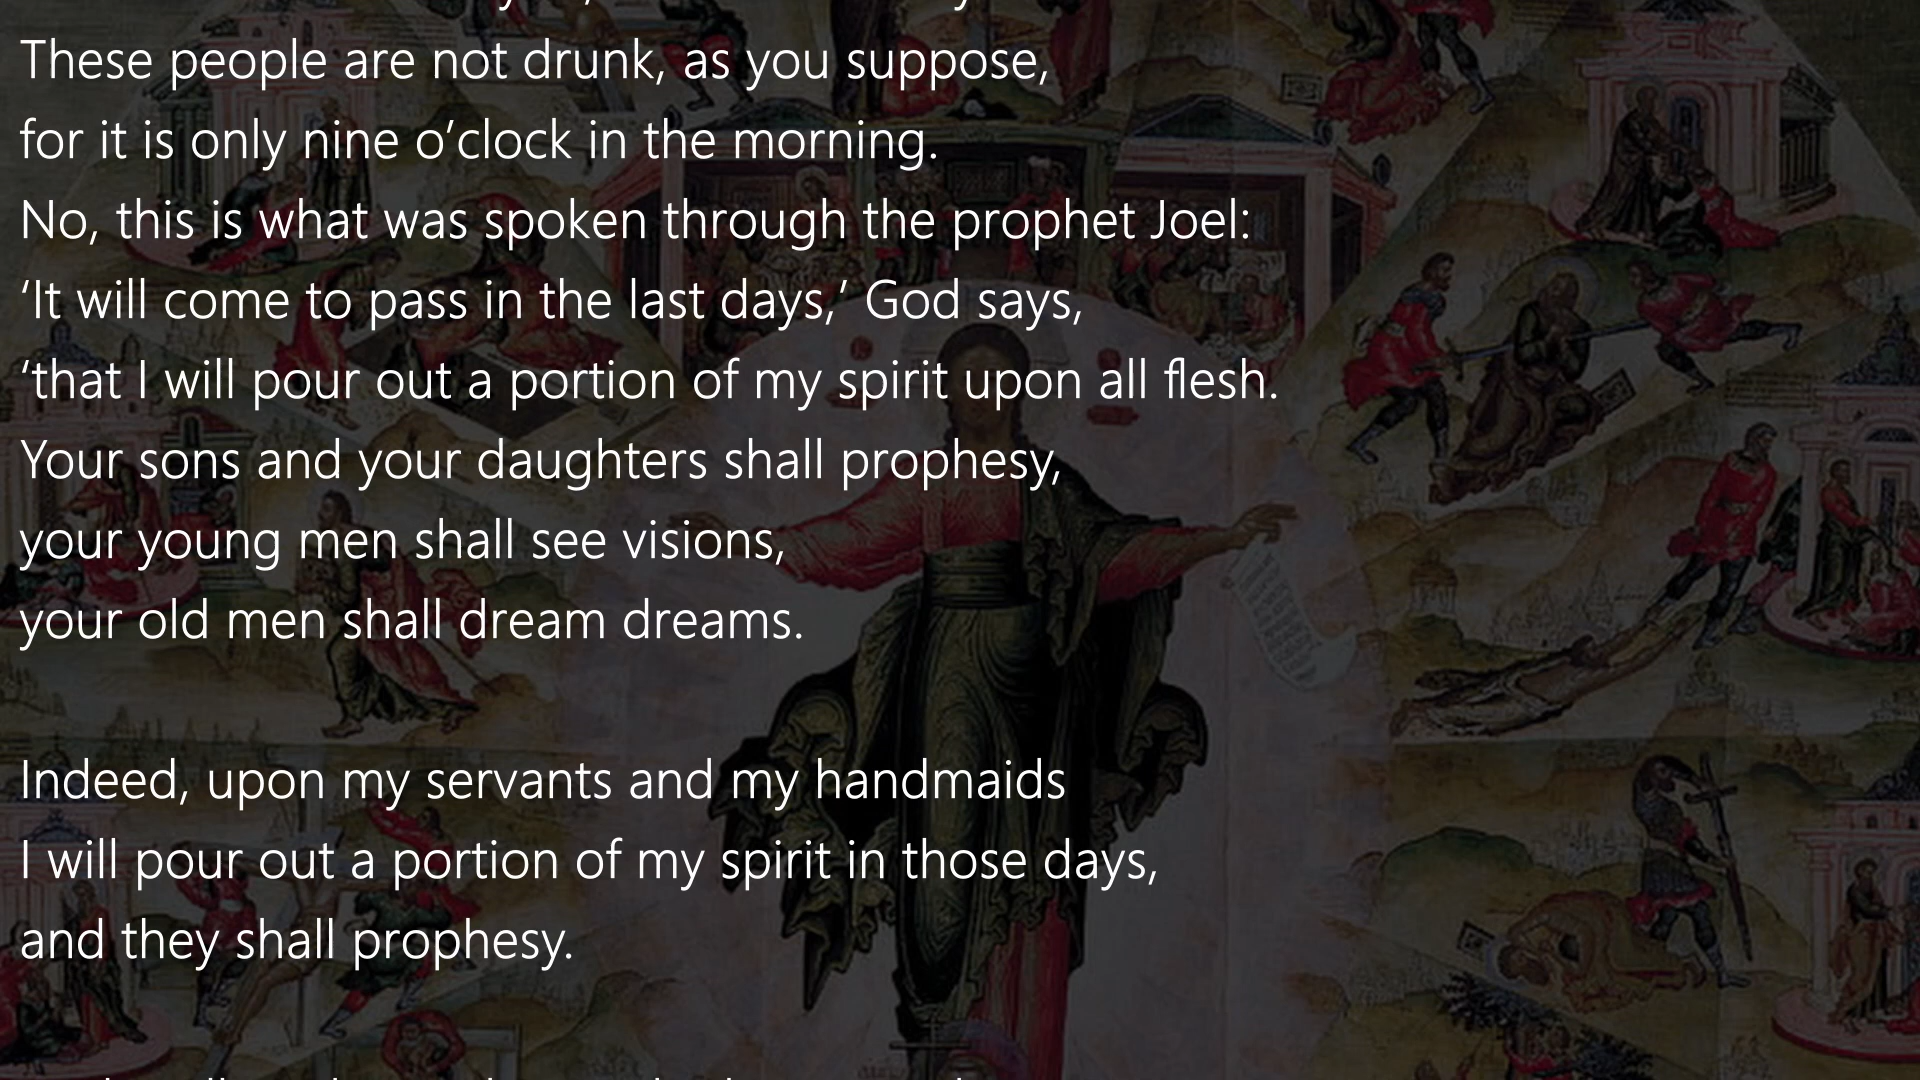 These people are not drunk, as you suppose,
for it is only nine o’clock in the morning.
No, this is what was spoken through the prophet Joel:
‘It will come to pass in the last days,’ God says,
‘that I will pour out a portion of my spirit upon all flesh.
Your sons and your daughters shall prophesy,
your young men shall see visions,
your old men shall dream dreams.
Indeed, upon my servants and my handmaids
I will pour out a portion of my spirit in those days,
and they shall prophesy.